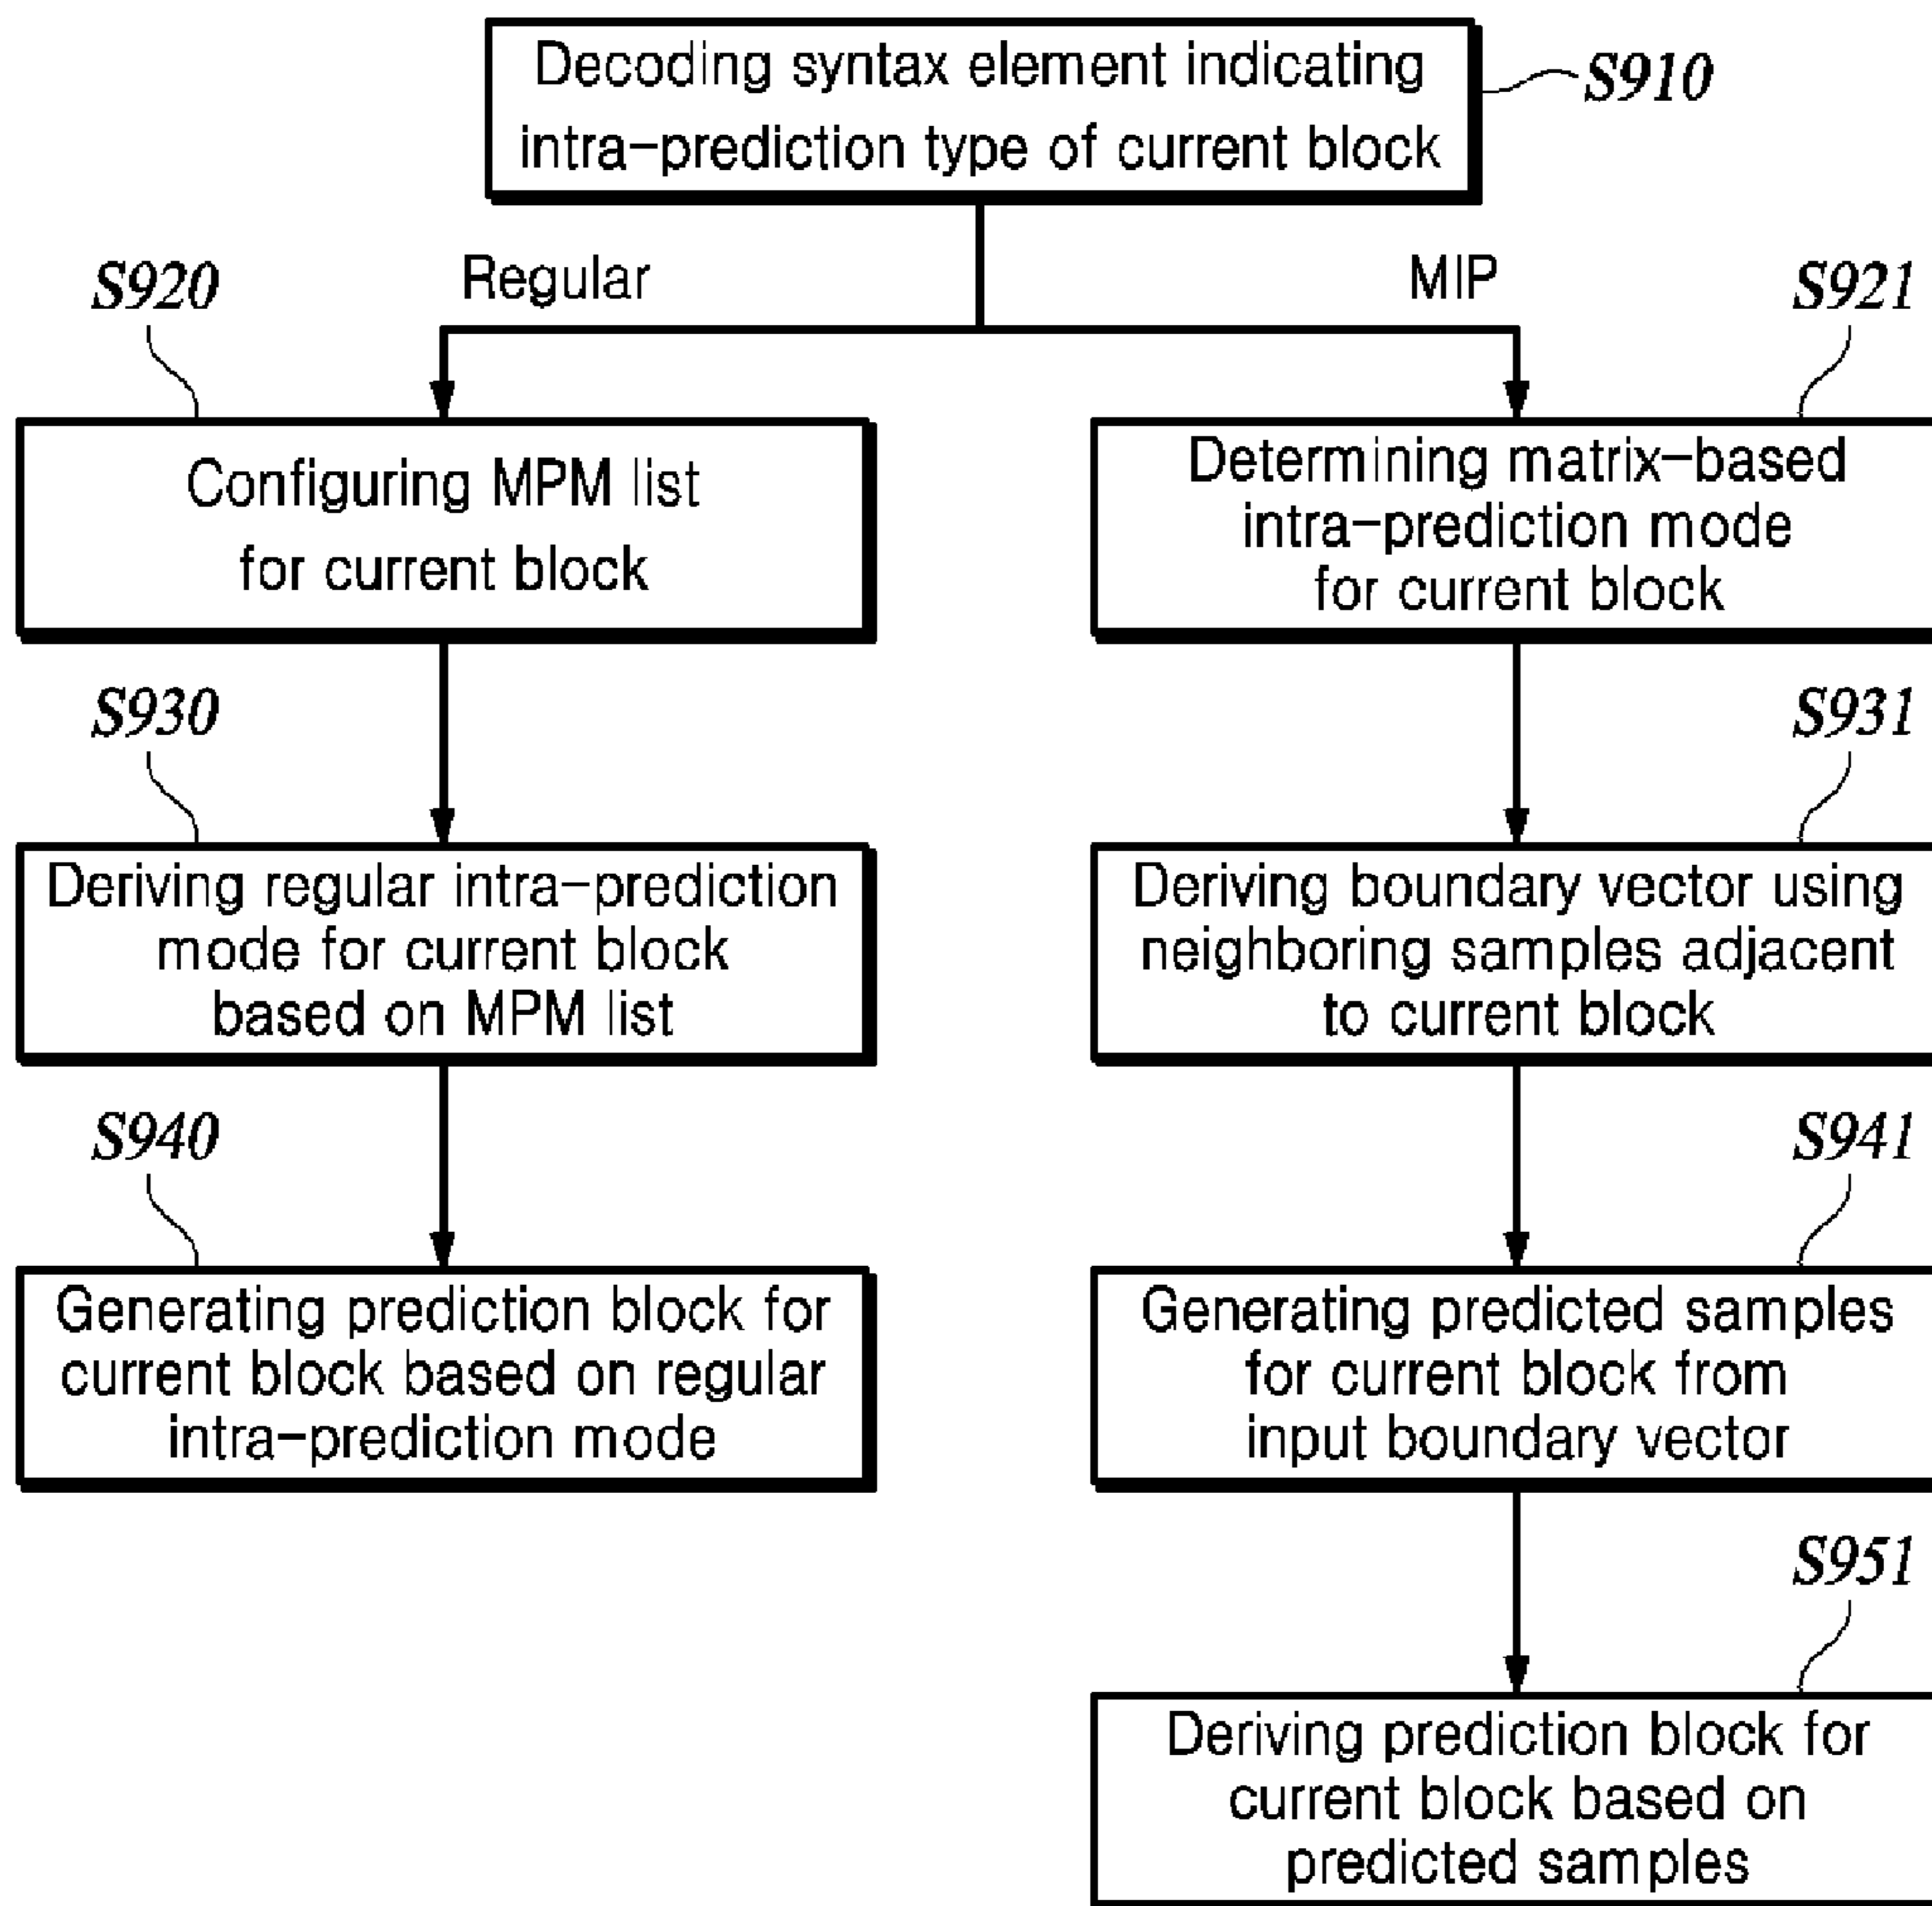 Decoding syntax element indicating
intra-prediction type of current block
S910
Regular
MIP
S920
S921
Configuring MPM list
for current block
Determining matrix-based
intra-prediction mode
for current block
S930
S931
Deriving regular intra-prediction
mode for current block
based on MPM list
Deriving boundary vector using
neighboring samples adjacent
to current block
S940
S941
Generating prediction block for
current block based on regular
intra-prediction mode
Generating predicted samples
for current block from
input boundary vector
S951
Deriving prediction block for
current block based on
predicted samples